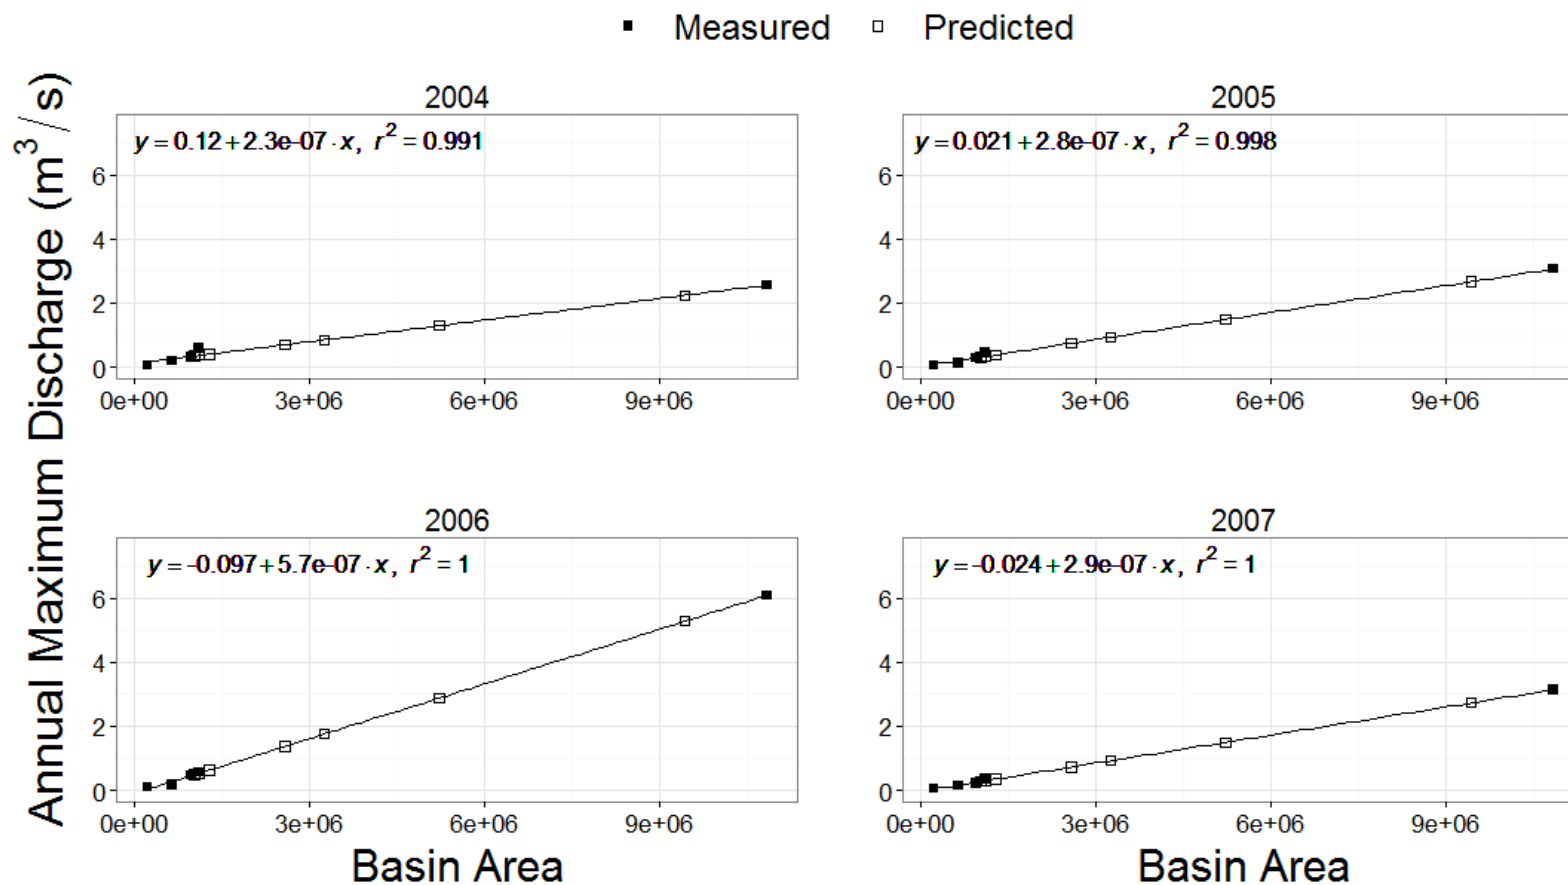 Measured Predicted
Annual Maximum Discharge (m³/s)
2004
y = 0.12+2.3e-07·x, r² = 0.991
6
4
2
0
0e+00 3e+06 6e+06 9e+06
2005
y = 0.021+2.8e-07·x, r² = 0.998
6
4
2
0
0e+00 3e+06 6e+06 9e+06
2006
y = -0.097+5.7e-07·x, r² = 1
6
4
2
0
0e+00 3e+06 6e+06 9e+06
Basin Area
2007
y = -0.024+2.9e-07·x, r² = 1
6
4
2
0
0e+00 3e+06 6e+06 9e+06
Basin Area